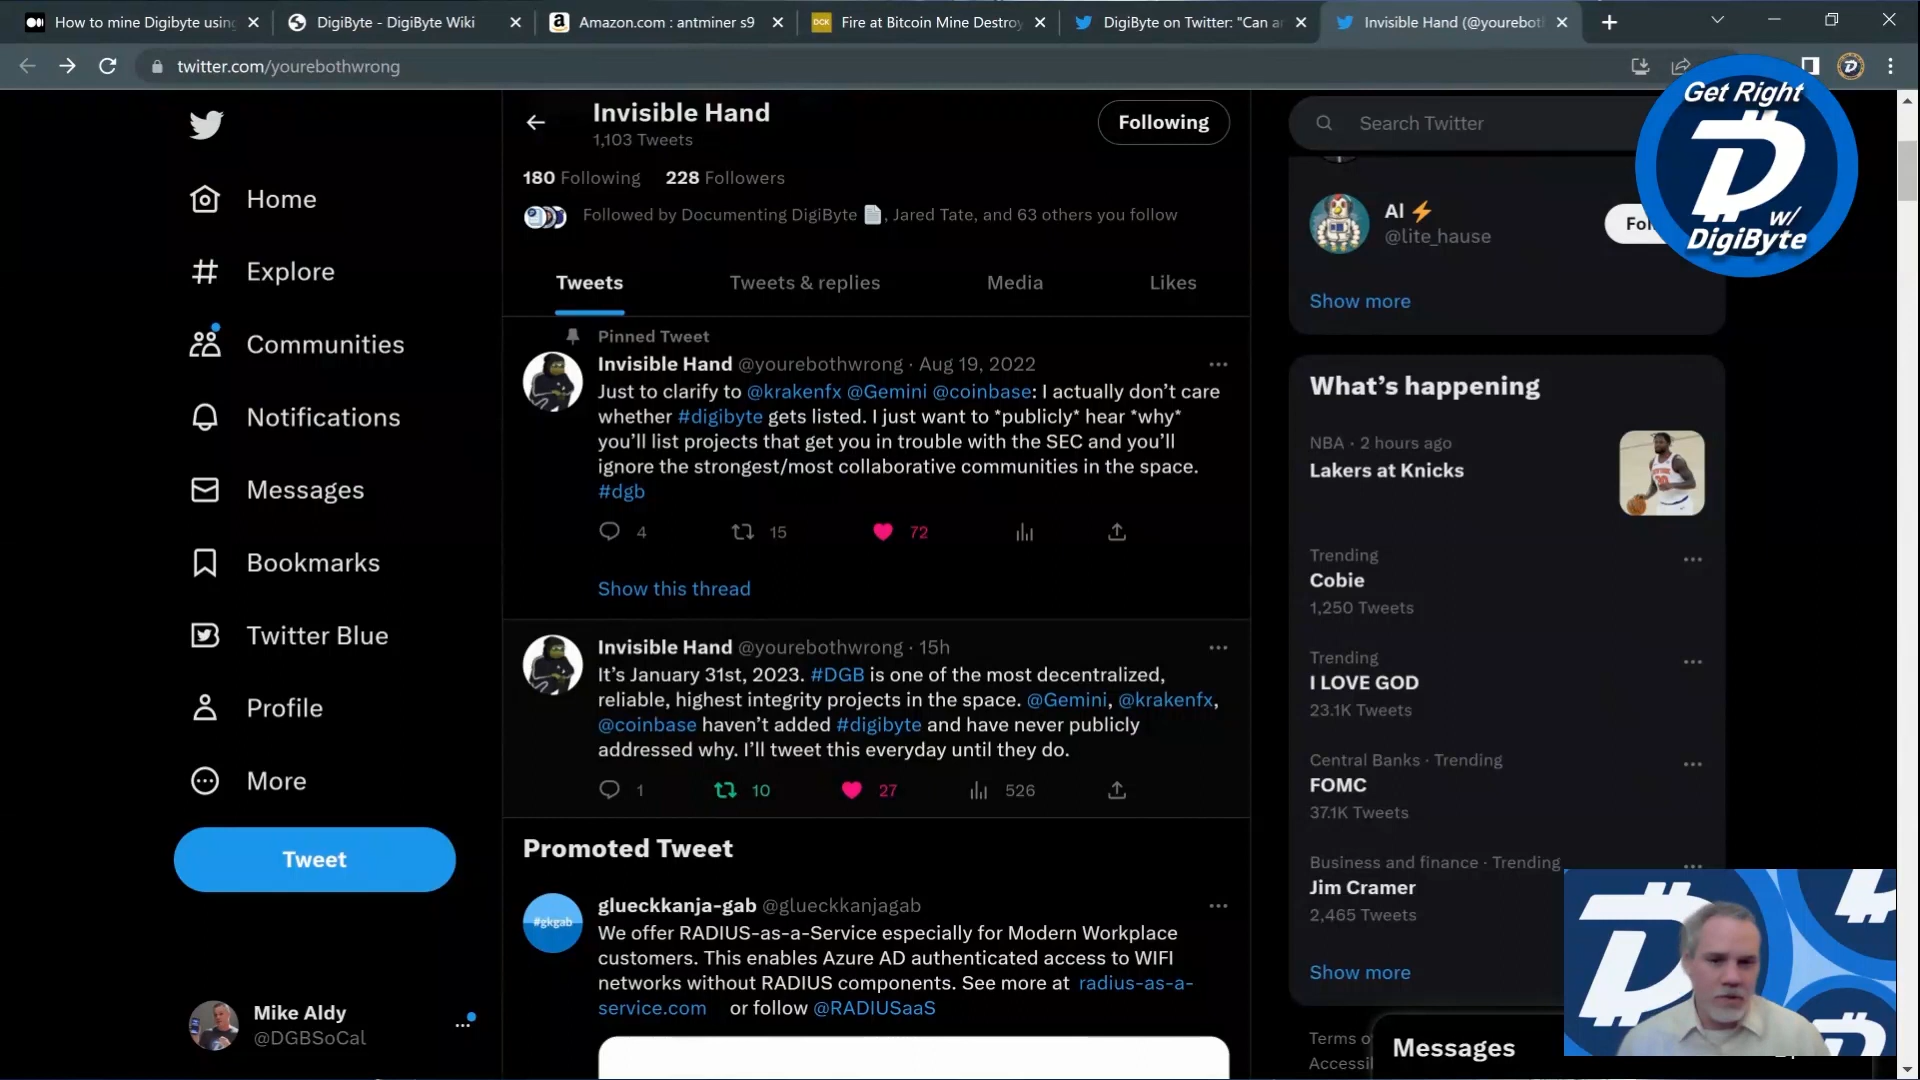 How to mine Digibyte using
DigiByte - DigiByte Wiki
Amazon.com : antminer s9
Fire at Bitcoin Mine Destroy
DigiByte on Twitter: "Can a
Invisible Hand (@yourebot
twitter.com/yourebothwrong
Get Right
w/
DigiByte
Home
Explore
Communities
Notifications
Messages
Bookmarks
Twitter Blue
Profile
More
Tweet
Mike Aldy
@DGBSoCal
Invisible Hand
1,103 Tweets
Following
180 Following 228 Followers
Followed by Documenting DigiByte 📄, Jared Tate, and 63 others you follow
Tweets Tweets & replies Media Likes
Pinned Tweet
Invisible Hand @yourebothwrong · Aug 19, 2022
Just to clarify to @krakenfx @Gemini @coinbase: I actually don't care
whether #digibyte gets listed. I just want to *publicly* hear *why*
you'll list projects that get you in trouble with the SEC and you'll
ignore the strongest/most collaborative communities in the space.
#dgb
4 15 72
Show this thread
Invisible Hand @yourebothwrong · 15h
It's January 31st, 2023. #DGB is one of the most decentralized,
reliable, highest integrity projects in the space. @Gemini, @krakenfx,
@coinbase haven't added #digibyte and have never publicly
addressed why. I'll tweet this everyday until they do.
1 10 27 526
Promoted Tweet
#gkgab
glueckkanja-gab @glueckkanjagab
We offer RADIUS-as-a-Service especially for Modern Workplace
customers. This enables Azure AD authenticated access to WIFI
networks without RADIUS components. See more at radius-as-a-
service.com or follow @RADIUSaaS
Search Twitter
Al ⚡
@lite_hause
Fol
Show more
What's happening
NBA · 2 hours ago
Lakers at Knicks
Trending
Cobie
1,250 Tweets
Trending
I LOVE GOD
23.1K Tweets
Central Banks · Trending
FOMC
37.1K Tweets
Business and finance · Trending
Jim Cramer
2,465 Tweets
Show more
Terms o
Accessi
Messages